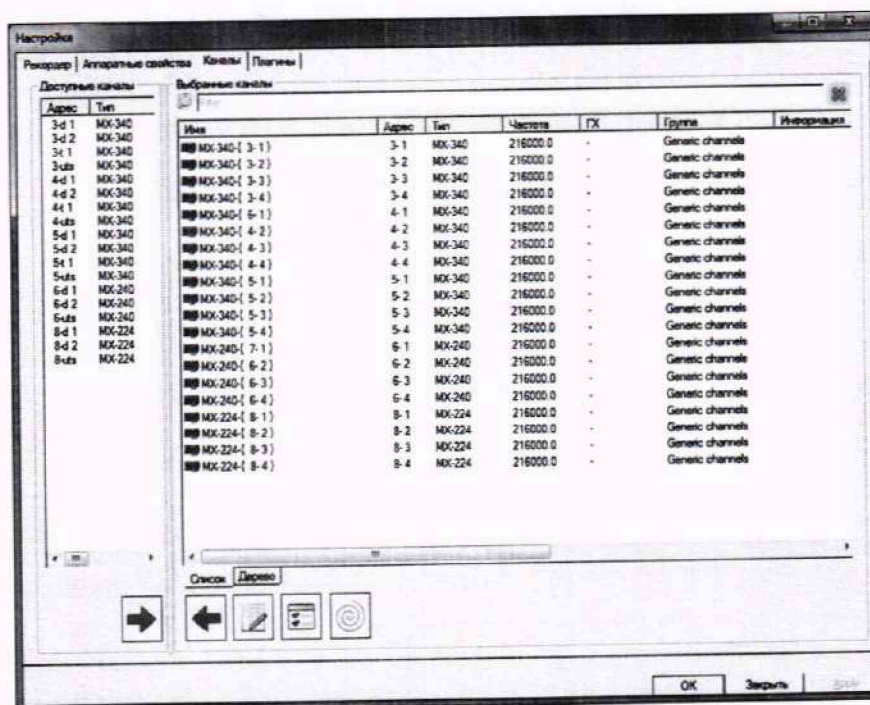 Настройка
Рекордер Аппаратные свойства Каналы Плагины
Доступные каналы
Адрес Тип
3-d 1 MX-340
3-d 2 MX-340
3-t 1 MX-340
3-uts MX-340
4-d 1 MX-340
4-d 2 MX-340
4-t 1 MX-340
4-uts MX-340
5-d 1 MX-340
5-d 2 MX-340
5-t 1 MX-340
5-uts MX-340
6-d 1 MX-240
6-d 2 MX-240
6-uts MX-240
8-d 1 MX-224
8-d 2 MX-224
8-uts MX-224
Выбранные каналы
Имя Адрес Тип Частота ГХ Группа Информация
MX-340-{ 3- 1} 3- 1 MX-340 216000.0 - Generic channels
MX-340-{ 3- 2} 3- 2 MX-340 216000.0 - Generic channels
MX-340-{ 3- 3} 3- 3 MX-340 216000.0 - Generic channels
MX-340-{ 3- 4} 3- 4 MX-340 216000.0 - Generic channels
MX-340-{ 6- 1} 4- 1 MX-340 216000.0 - Generic channels
MX-340-{ 4- 2} 4- 2 MX-340 216000.0 - Generic channels
MX-340-{ 4- 3} 4- 3 MX-340 216000.0 - Generic channels
MX-340-{ 4- 4} 4- 4 MX-340 216000.0 - Generic channels
MX-340-{ 5- 1} 5- 1 MX-340 216000.0 - Generic channels
MX-340-{ 5- 2} 5- 2 MX-340 216000.0 - Generic channels
MX-340-{ 5- 3} 5- 3 MX-340 216000.0 - Generic channels
MX-340-{ 5- 4} 5- 4 MX-340 216000.0 - Generic channels
MX-240-{ 7- 1} 6- 1 MX-240 216000.0 - Generic channels
MX-240-{ 6- 2} 6- 2 MX-240 216000.0 - Generic channels
MX-240-{ 6- 3} 6- 3 MX-240 216000.0 - Generic channels
MX-240-{ 6- 4} 6- 4 MX-240 216000.0 - Generic channels
MX-224-{ 8- 1} 8- 1 MX-224 216000.0 - Generic channels
MX-224-{ 8- 2} 8- 2 MX-224 216000.0 - Generic channels
MX-224-{ 8- 3} 8- 3 MX-224 216000.0 - Generic channels
MX-224-{ 8- 4} 8- 4 MX-224 216000.0 - Generic channels
Список Дерево
OK Закрыть